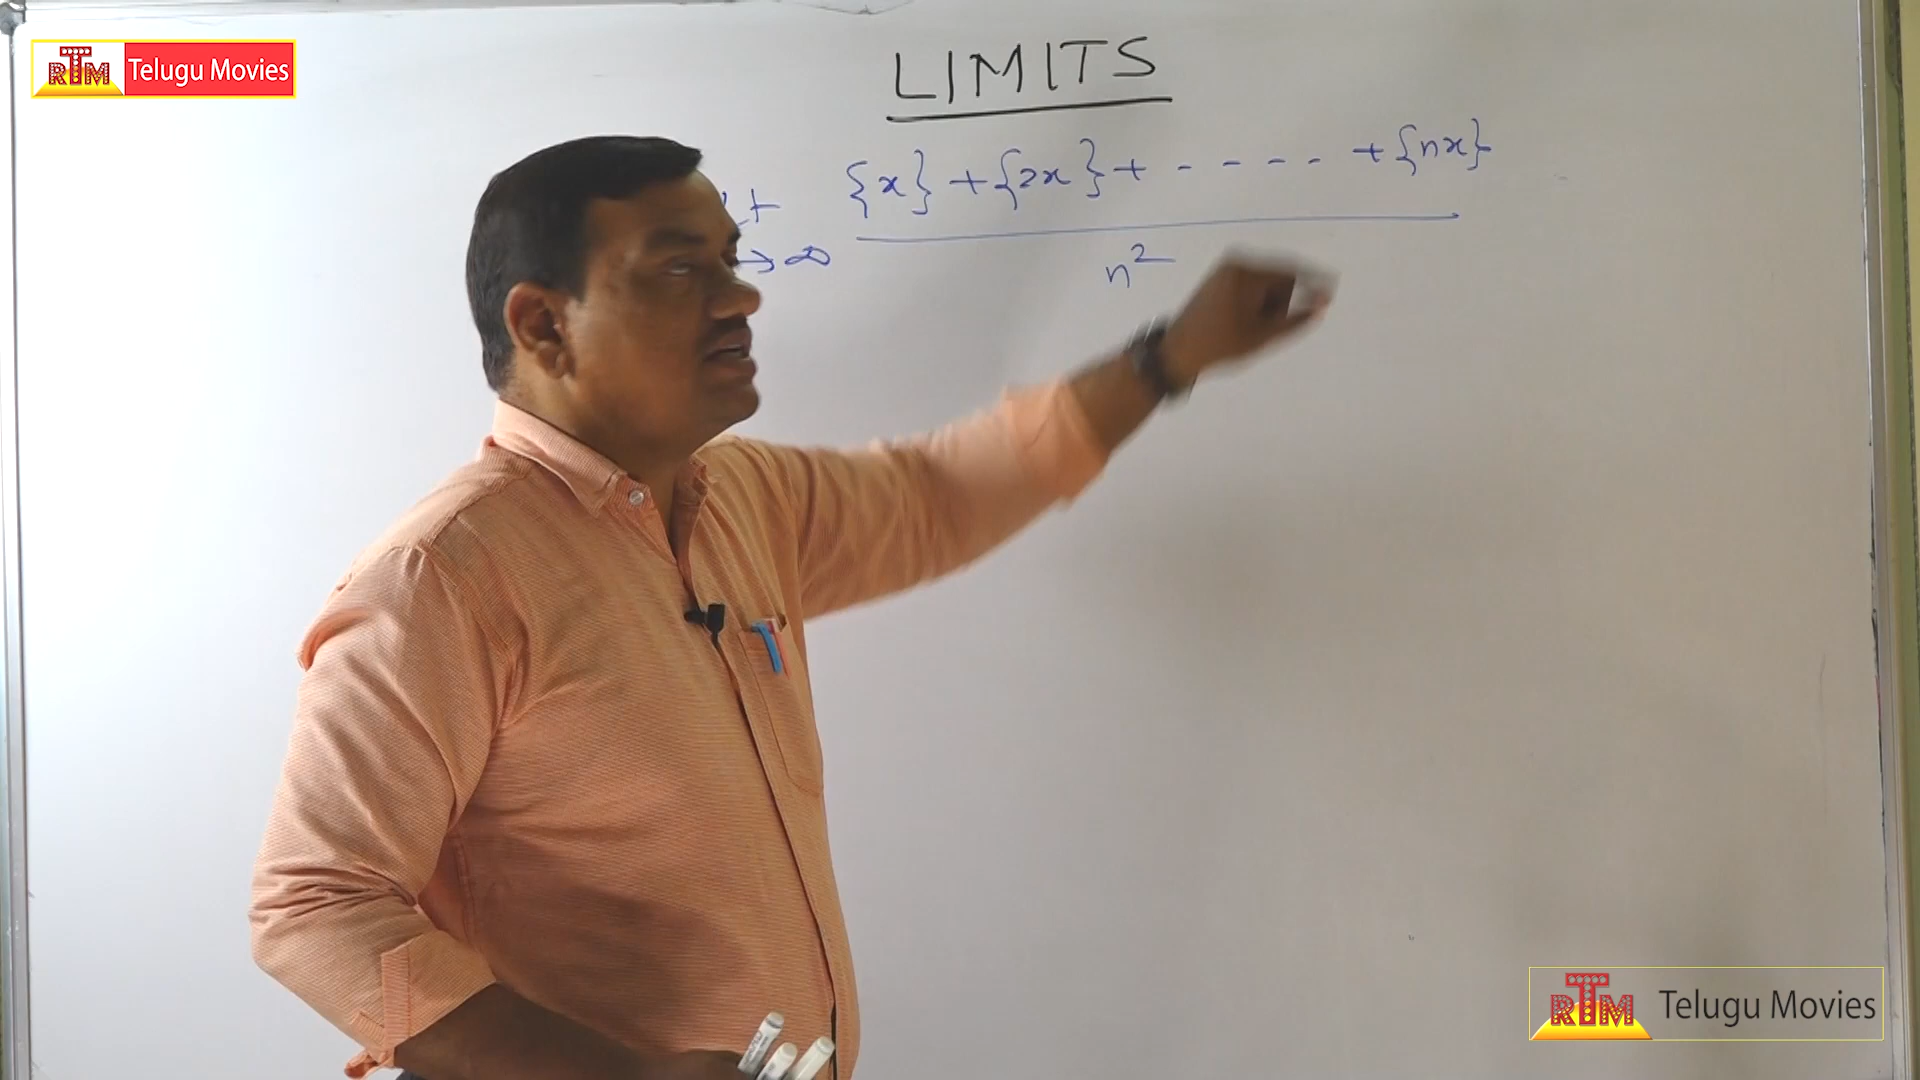 RTM Telugu Movies
LIMITS
{x} + {2x} + - - - - + {nx}
→ ∞
n²
RTM Telugu Movies